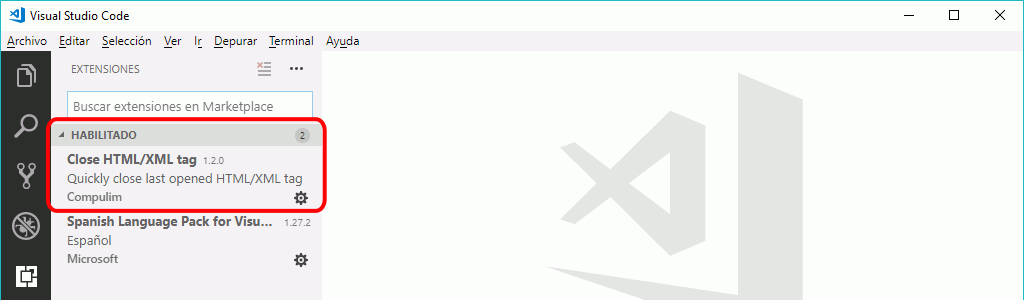 Visual Studio Code
Archivo Editar Selección Ver Ir Depurar Terminal Ayuda
EXTENSIONES
Buscar extensiones en Marketplace
HABILITADO 2
Close HTML/XML tag 1.2.0
Quickly close last opened HTML/XML tag
Compulim
Spanish Language Pack for Visu... 1.27.2
Español
Microsoft